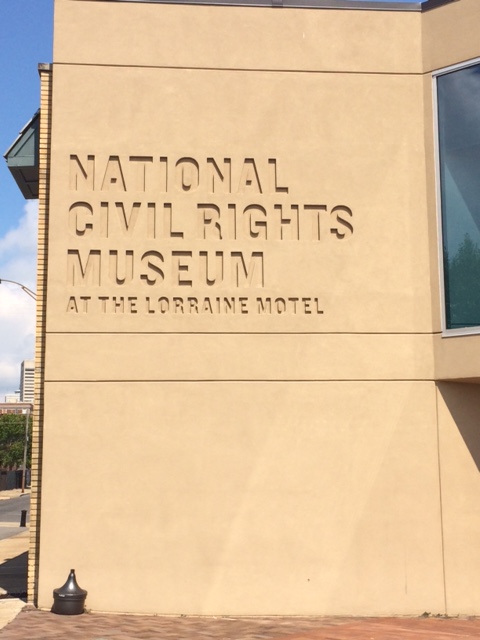 NATIONAL
CIVIL RIGHTS
MUSEUM
AT THE LORRAINE MOTEL